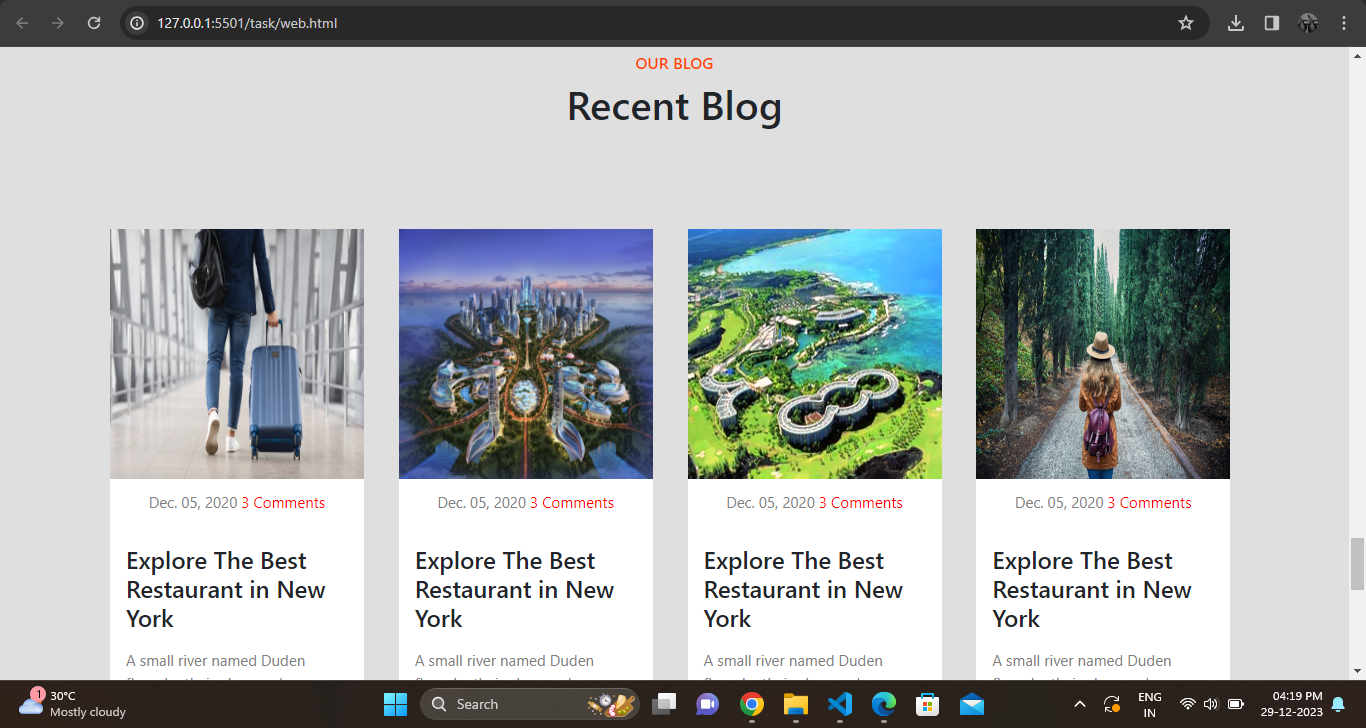 127.0.0.1:5501/task/web.html
OUR BLOG
Recent Blog
Dec. 05, 2020 3 Comments
Explore The Best
Restaurant in New
York
A small river named Duden
Dec. 05, 2020 3 Comments
Explore The Best
Restaurant in New
York
A small river named Duden
Dec. 05, 2020 3 Comments
Explore The Best
Restaurant in New
York
A small river named Duden
Dec. 05, 2020 3 Comments
Explore The Best
Restaurant in New
York
A small river named Duden
1
30°C
Mostly cloudy
Search
ENG
IN
04:19 PM
29-12-2023